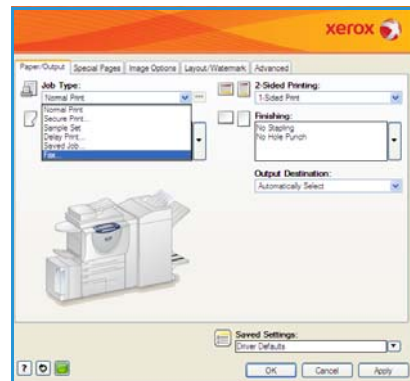 xerox
Paper/Output
Special Pages
Image Options
Layout/Watermark
Advanced
Job Type:
Normal Print
Normal Print
Secure Print...
Sample Set
Delay Print...
Saved Job...
Fax...
2-Sided Printing:
1-Sided Print
Finishing:
No Stapling
No Hole Punch
Output Destination:
Automatically Select
Saved Settings:
Driver Defaults
?
OK
Cancel
Apply